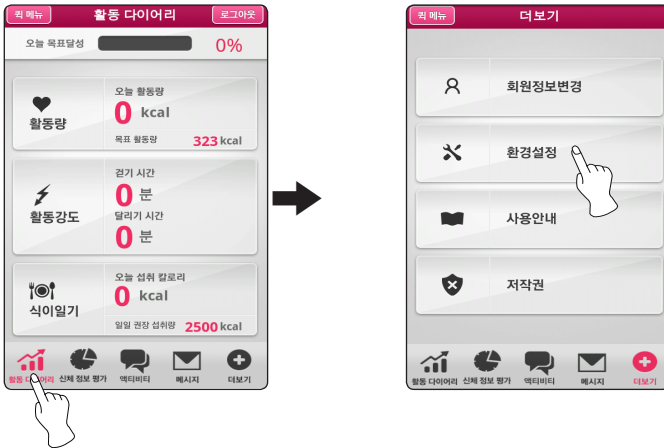 퀵 메뉴
활동 다이어리
로그아웃
오늘 목표달성
0%
활동량
오늘 활동량
0 kcal
목표 활동량 323 kcal
활동강도
걷기 시간
0 분
달리기 시간
0 분
식이일기
오늘 섭취 칼로리
0 kcal
일일 권장 섭취량 2500 kcal
활동 다이어리 신체 정보 평가 액티비티 메시지 더보기
퀵 메뉴
더보기
회원정보변경
환경설정
사용안내
저작권
활동 다이어리 신체 정보 평가 액티비티 메시지 더보기